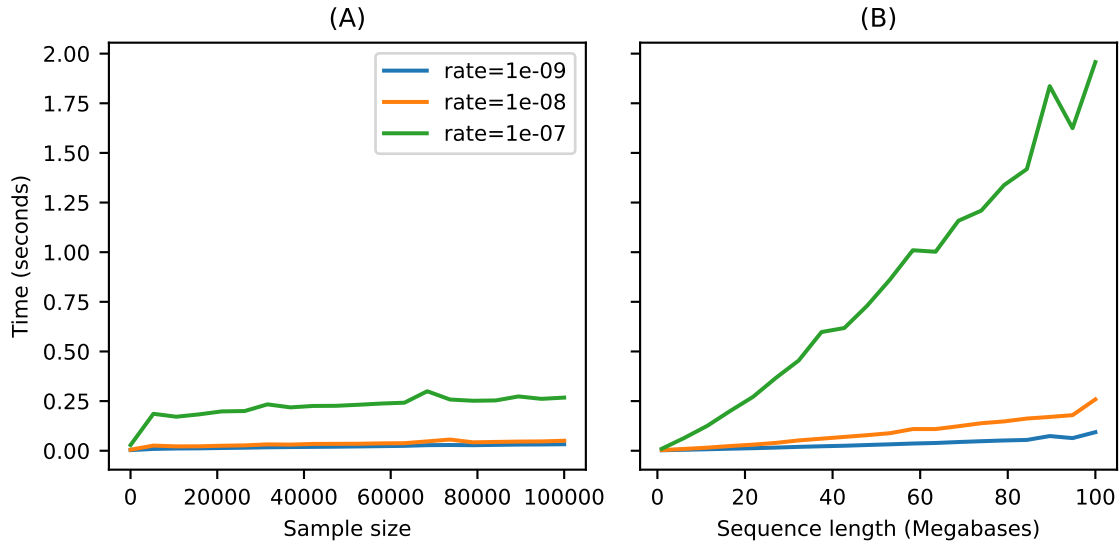 (A)
(B)
2.00
1.75
1.50
1.25
1.00
0.75
0.50
0.25
0.00
Time (seconds)
rate=1e-09
rate=1e-08
rate=1e-07
0 20000 40000 60000 80000 100000
Sample size
0 20 40 60 80 100
Sequence length (Megabases)